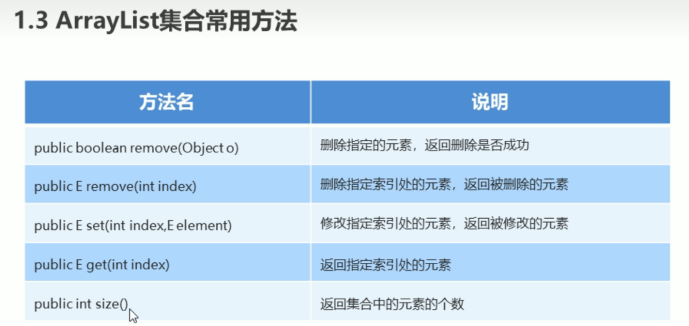 1.3 ArrayList集合常用方法
方法名 说明
public boolean remove(Object o) 删除指定的元素，返回删除是否成功
public E remove(int index) 删除指定索引处的元素，返回被删除的元素
public E set(int index,E element) 修改指定索引处的元素，返回被修改的元素
public E get(int index) 返回指定索引处的元素
public int size() 返回集合中的元素的个数